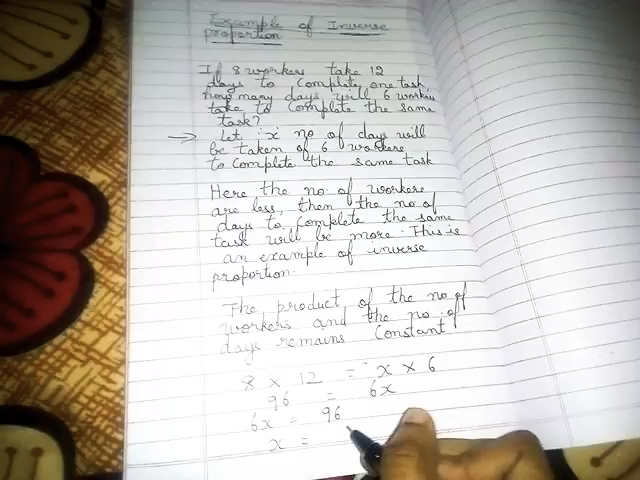 Example of Inverse
proportion
If 8 workers take 12
days to complete one task,
how many days will 6 workers
take to complete the same
task?
→ Let 'x no of days will
be taken of 6 workers
to complete the same task
Here the no. of workers
are less, then the no of
days to complete the same
task will be more. This is
an example of inverse
proportion.
The product of the no of
workers and the no. of
days remains constant
8 × 12 = x × 6
96 = 6x
6x = 96
x =